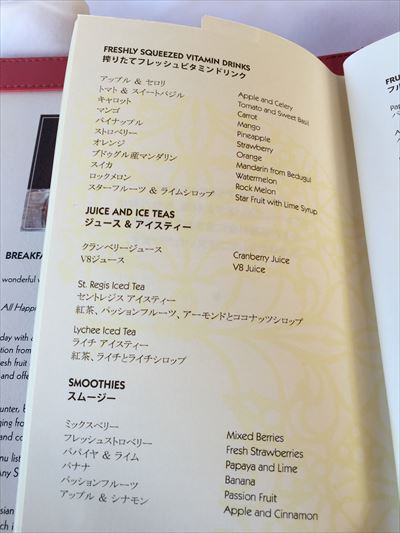 FRESHLY SQUEEZED VITAMIN DRINKS
搾りたてフレッシュビタミンドリンク
アップル & セロリ Apple and Celery
トマト & スイートバジル Tomato and Sweet Basil
キャロット Carrot
マンゴ Mango
パイナップル Pineapple
ストロベリー Strawberry
オレンジ Orange
ブドゥグル産マンダリン Mandarin from Bedugul
スイカ Watermelon
ロックメロン Rock Melon
スターフルーツ & ライムシロップ Star Fruit with Lime Syrup
JUICE AND ICE TEAS
ジュース & アイスティー
クランベリージュース Cranberry Juice
V8ジュース V8 Juice
St. Regis Iced Tea
セントレジス アイスティー
紅茶、パッションフルーツ、アーモンドとココナッツシロップ
Lychee Iced Tea
ライチ アイスティー
紅茶、ライチとライチシロップ
SMOOTHIES
スムージー
ミックスベリー Mixed Berries
フレッシュストロベリー Fresh Strawberries
パパイヤ & ライム Papaya and Lime
バナナ Banana
パッションフルーツ Passion Fruit
アップル & シナモン Apple and Cinnamon
BREAKFA
wonderful
All Happi
day with
esh fruit
and offe
unter,
and co
nu list
Any S
sian
FRU